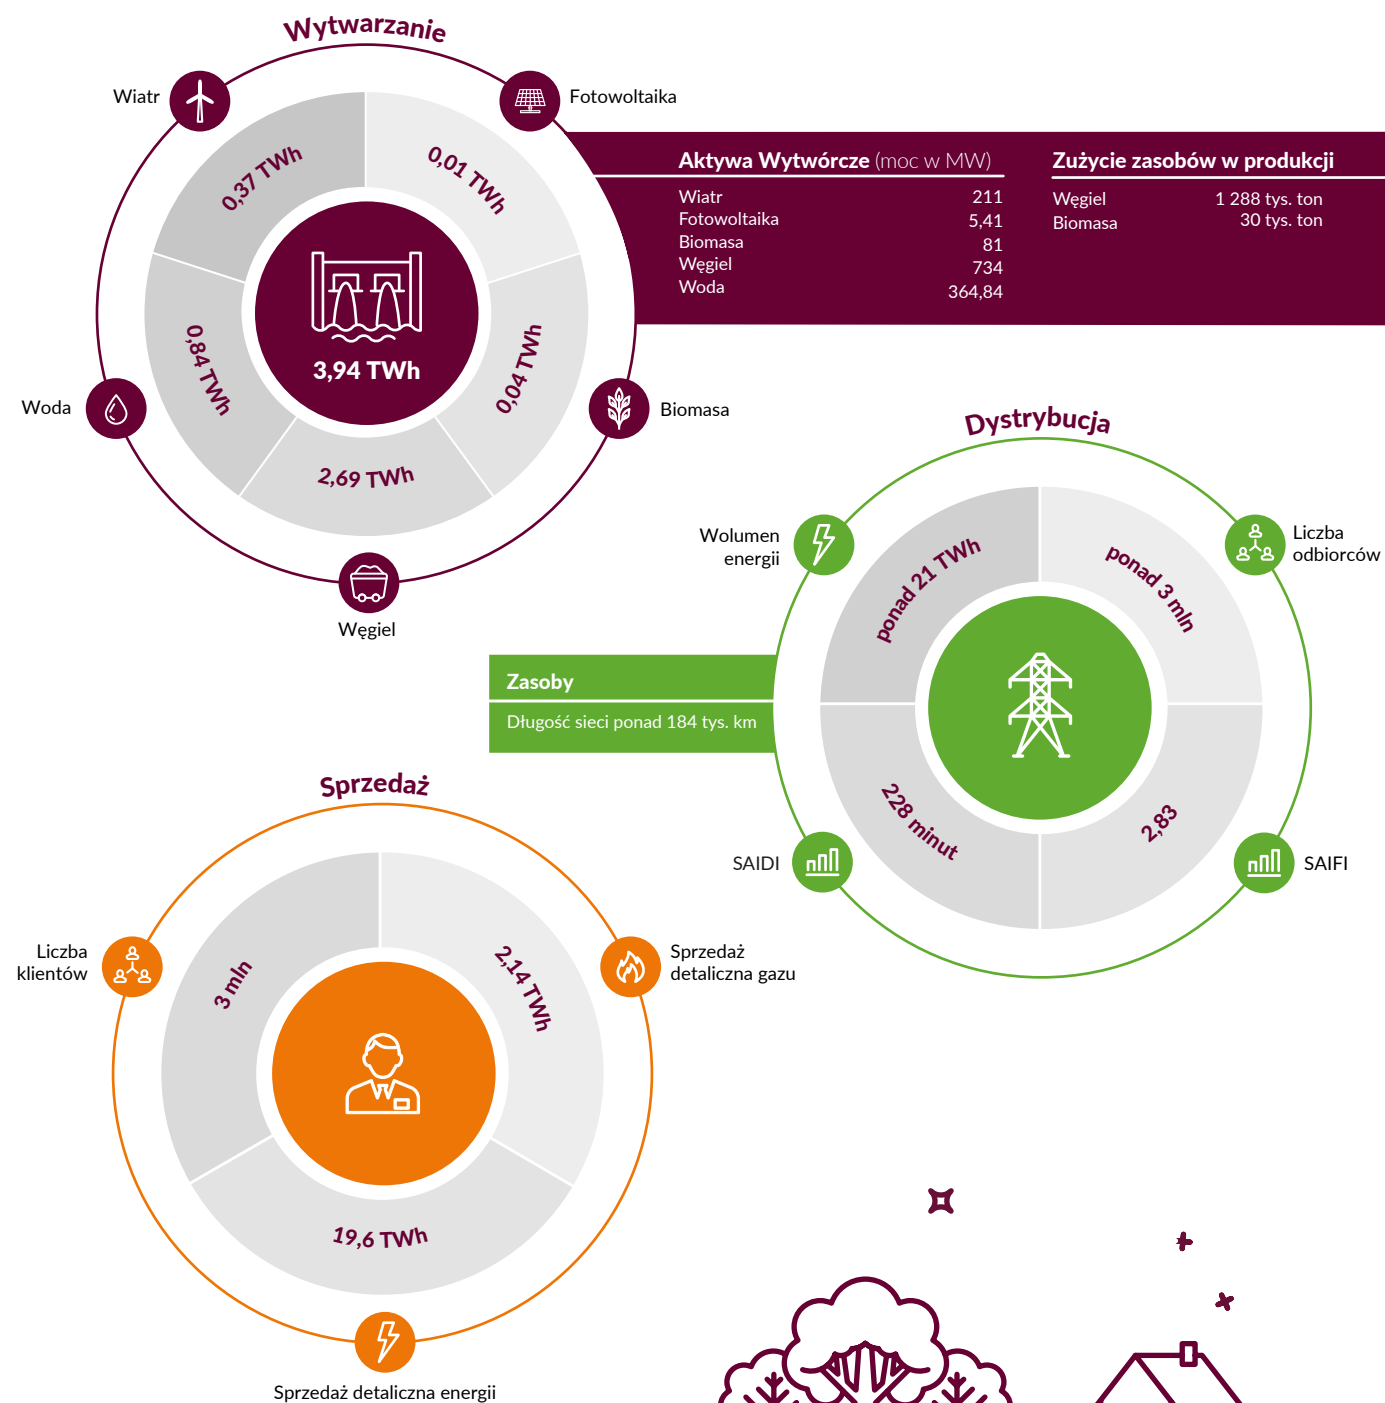 Wytwarzanie
Wiatr
Fotowoltaika
0,37 TWh
0,01 TWh
0,84 TWh
3,94 TWh
0,04 TWh
Woda
Biomasa
2,69 TWh
Węgiel
Aktywa Wytwórcze (moc w MW)
Wiatr 211
Fotowoltaika 5,41
Biomasa 81
Węgiel 734
Woda 364,84
Zużycie zasobów w produkcji
Węgiel 1 288 tys. ton
Biomasa 30 tys. ton
Dystrybucja
Wolumen
energii
Liczba
odbiorców
ponad 21 TWh
ponad 3 mln
Zasoby
Długość sieci ponad 184 tys. km
228 minut
2,83
SAIDI
SAIFI
Sprzedaż
Liczba
klientów
Sprzedaż
detaliczna gazu
3 mln
2,14 TWh
19,6 TWh
Sprzedaż detaliczna energii